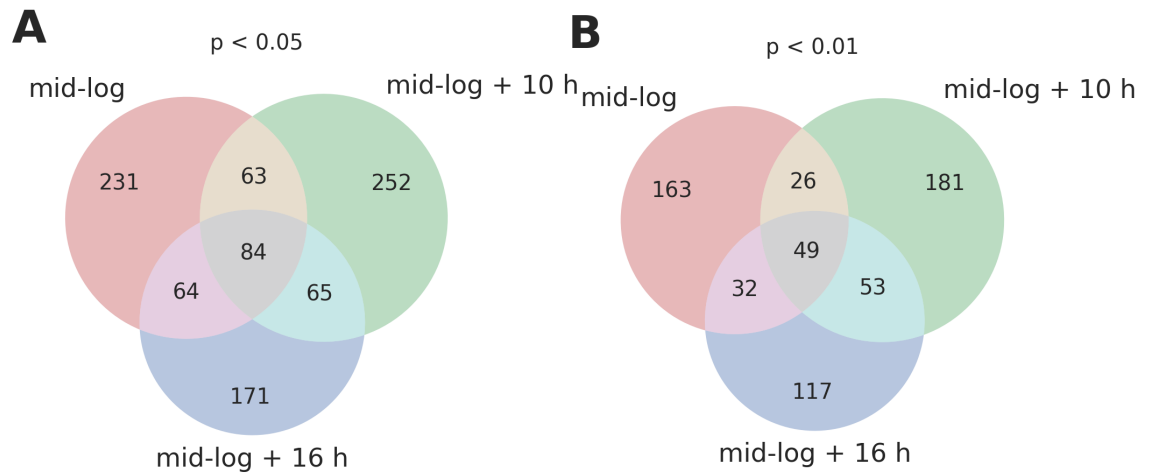 A
p < 0.05
mid-log
mid-log + 10 h
231
63
252
84
64
65
171
mid-log + 16 h
B
p < 0.01
mid-log
mid-log + 10 h
163
26
181
49
32
53
117
mid-log + 16 h